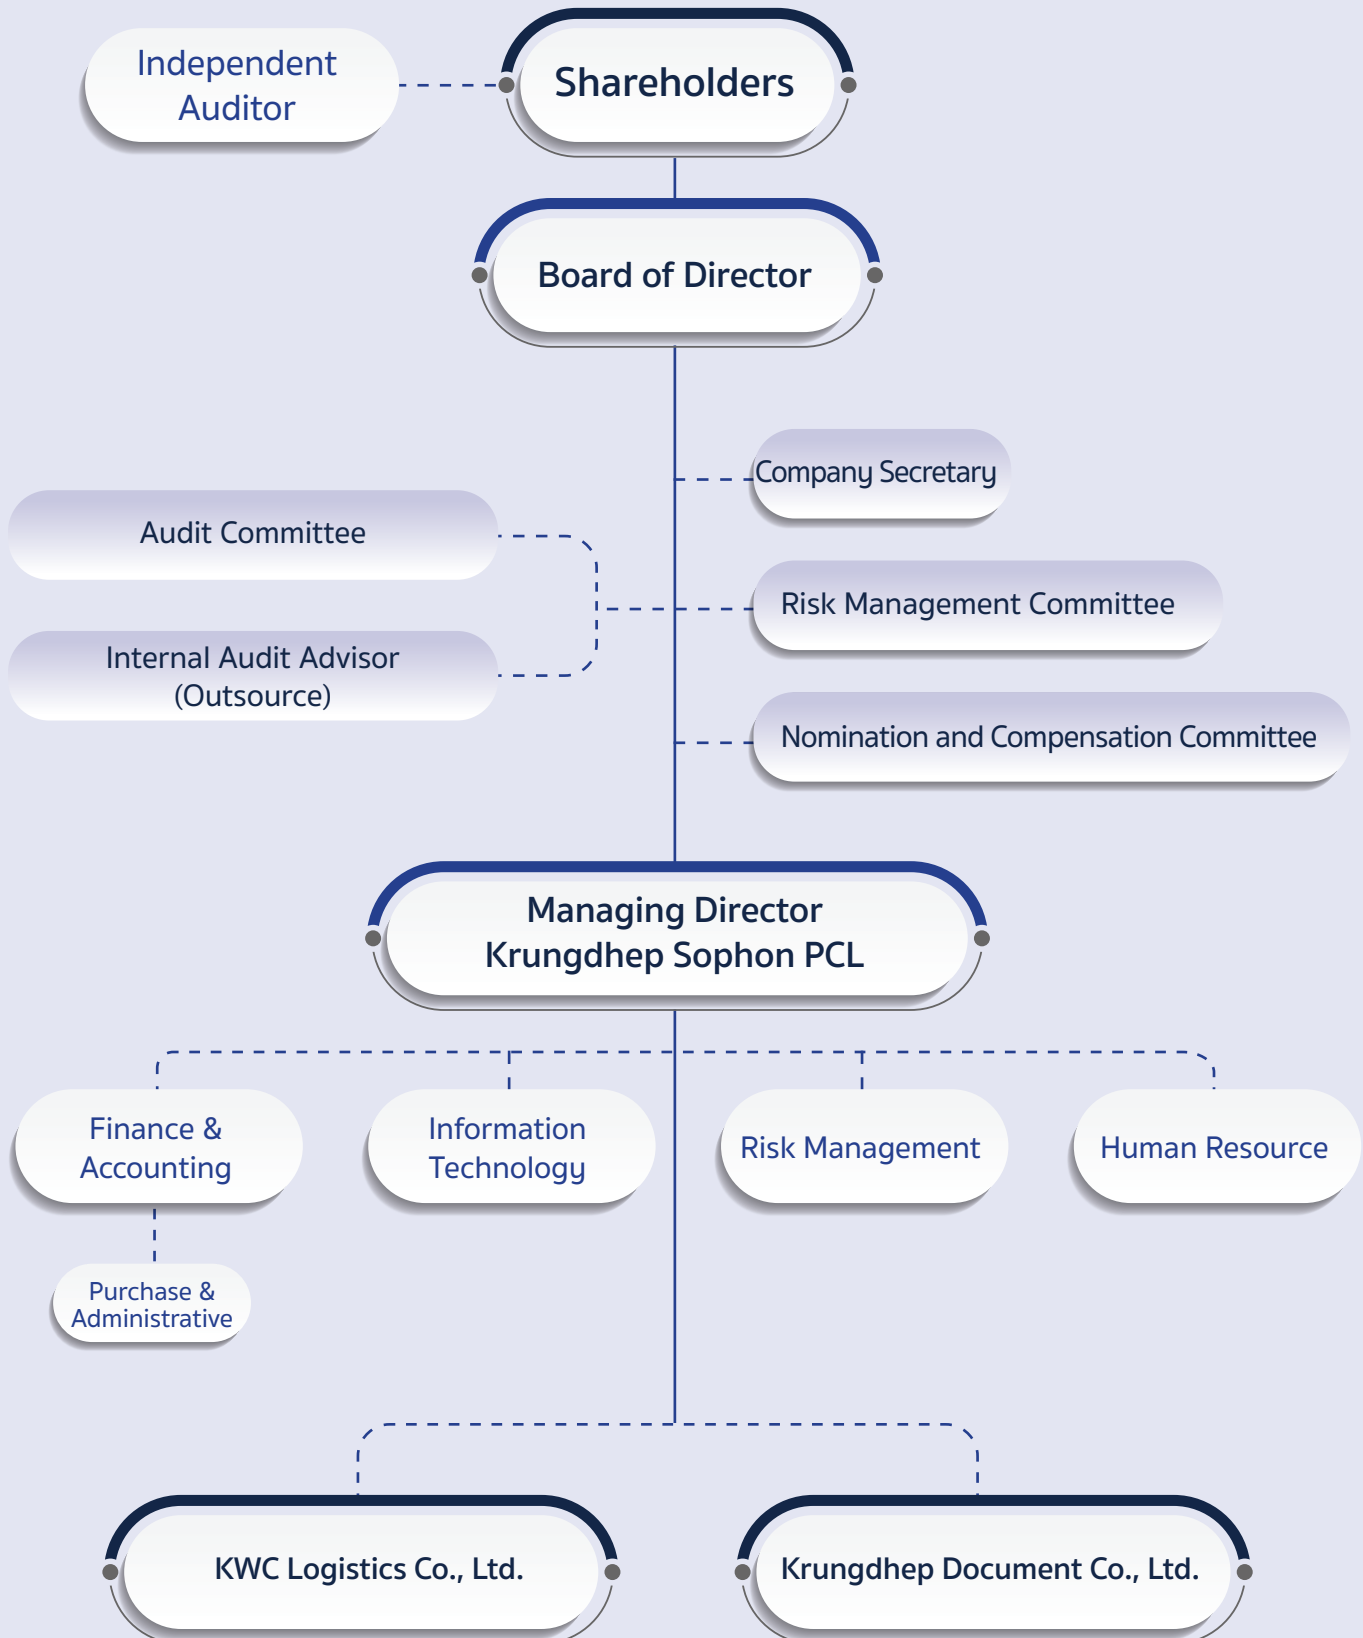 Independent
Auditor
Shareholders
Board of Director
Company Secretary
Audit Committee
Risk Management Committee
Internal Audit Advisor
(Outsource)
Nomination and Compensation Committee
Managing Director
Krungdhep Sophon PCL
Finance &
Accounting
Information
Technology
Risk Management
Human Resource
Purchase &
Administrative
KWC Logistics Co., Ltd.
Krungdhep Document Co., Ltd.